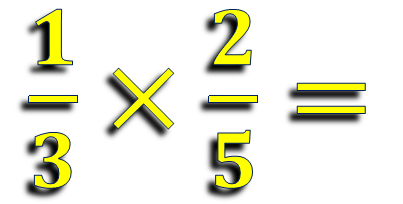 1/3 × 2/5 =